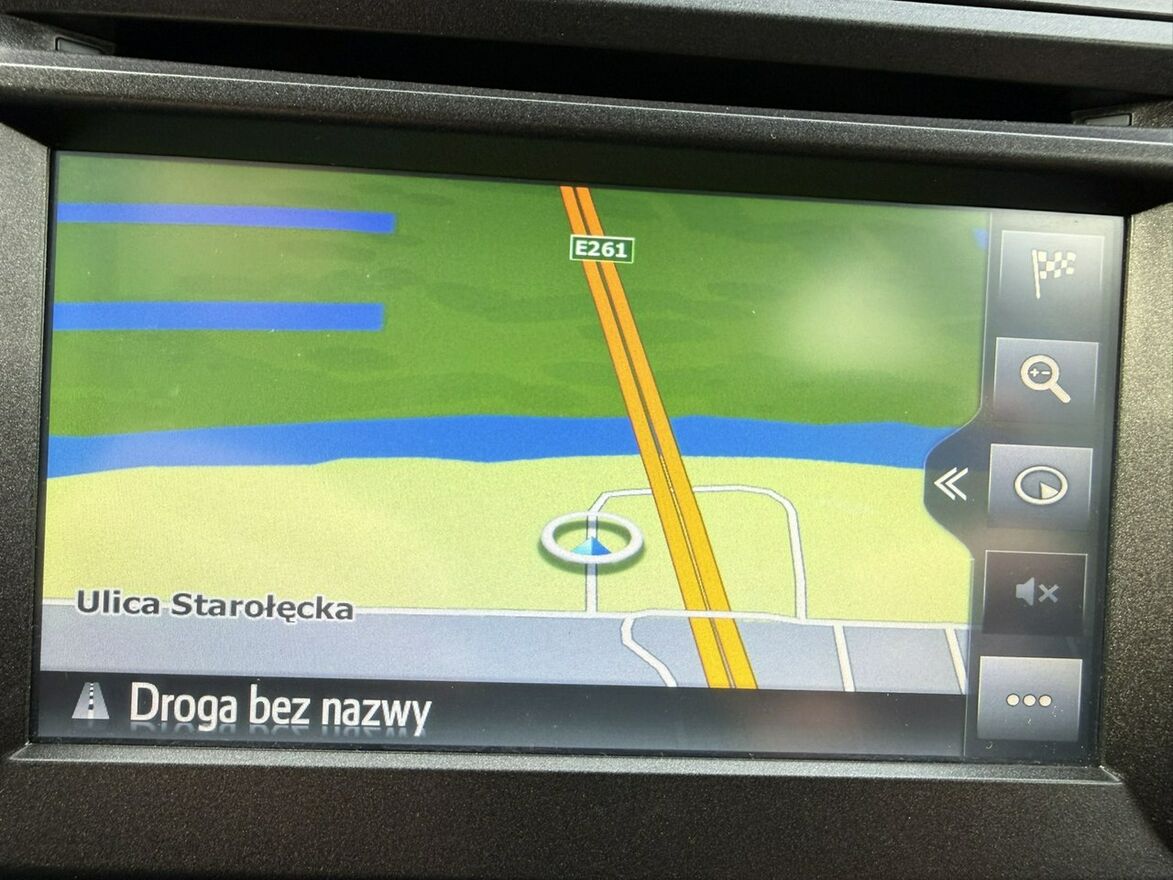 E261
Ulica Starołęcka
Droga bez nazwy